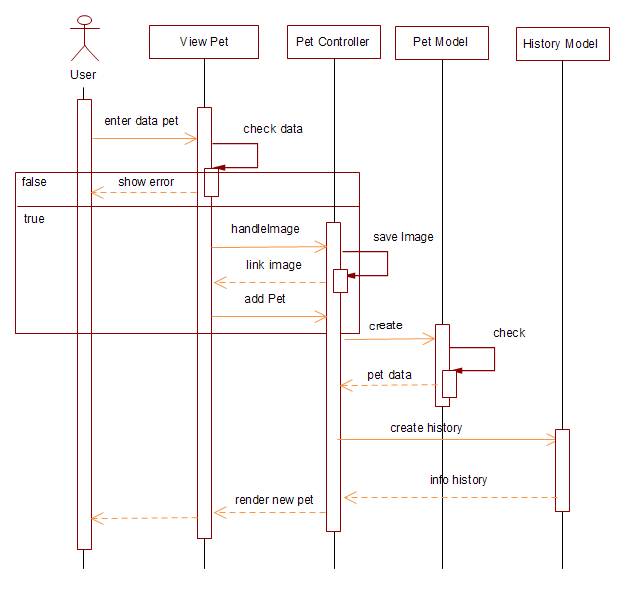 View Pet
Pet Controller
Pet Model
History Model
User
enter data pet
check data
false
show error
true
handleImage
save Image
link image
add Pet
create
check
pet data
create history
info history
render new pet